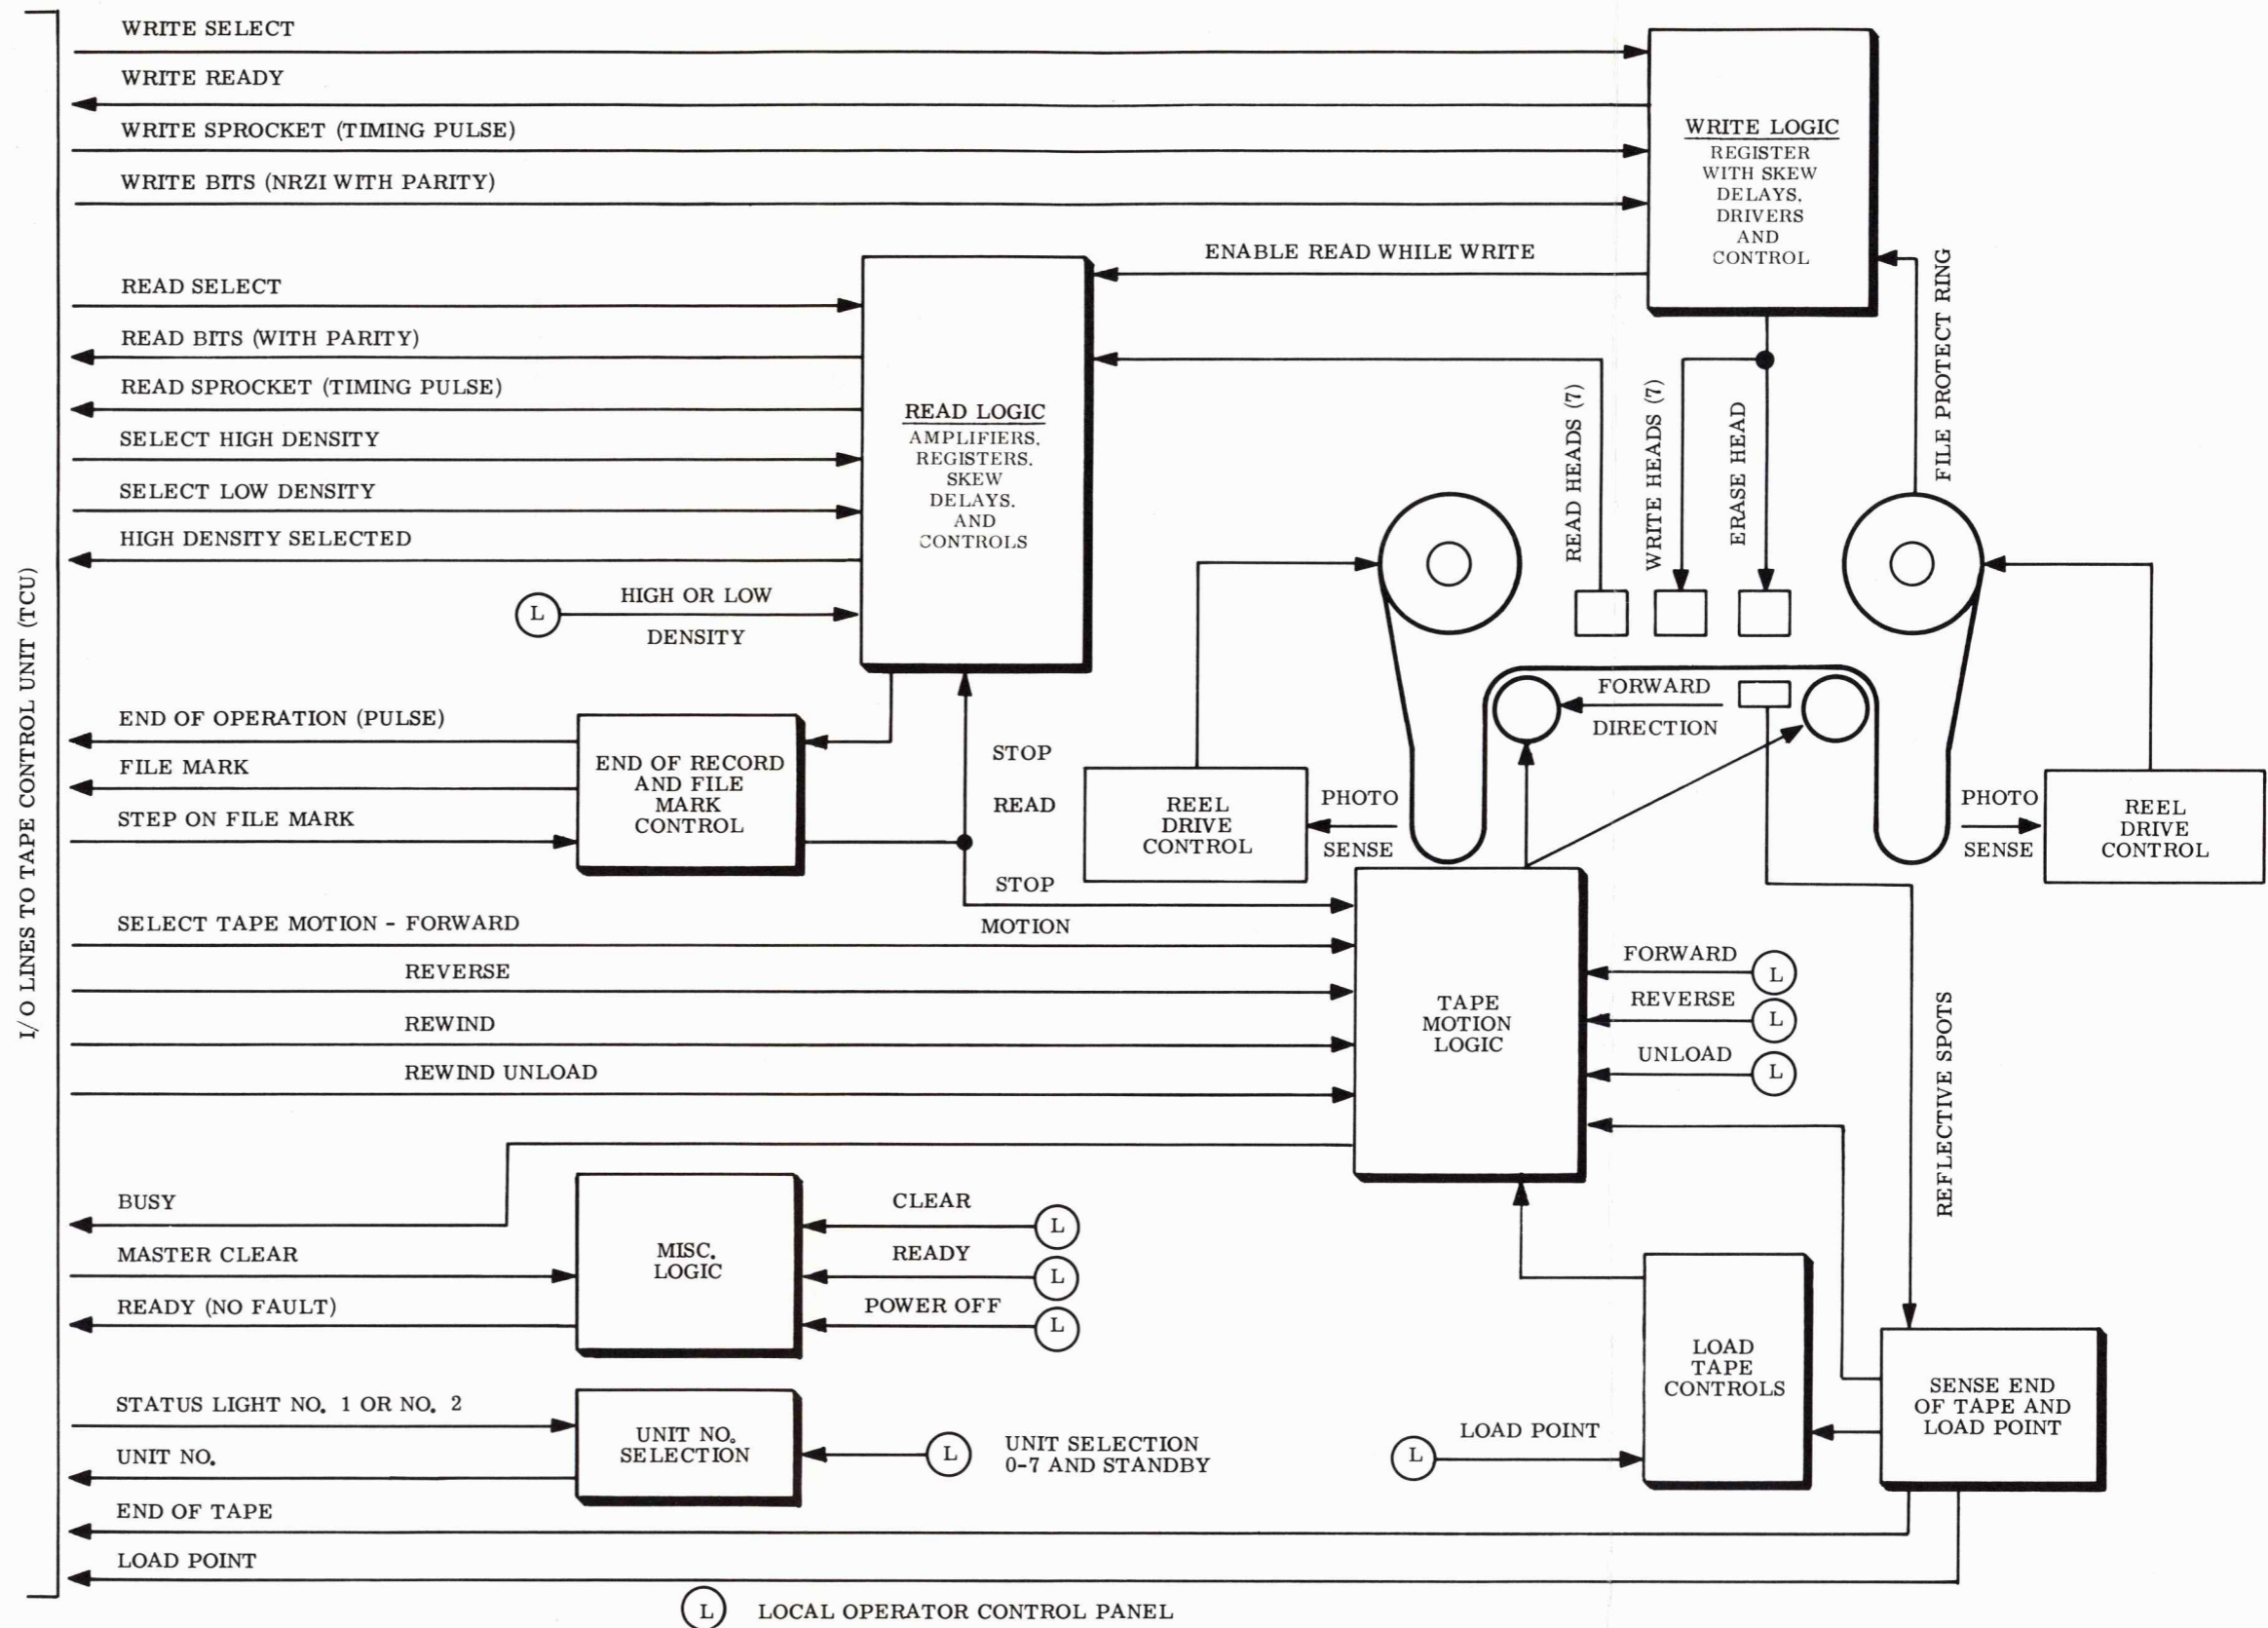 WRITE SELECT
WRITE READY
WRITE SPROCKET (TIMING PULSE)
WRITE BITS (NRZI WITH PARITY)
WRITE LOGIC
REGISTER
WITH SKEW
DELAYS,
DRIVERS
AND
CONTROL
ENABLE READ WHILE WRITE
FILE PROTECT RING
READ SELECT
READ BITS (WITH PARITY)
READ SPROCKET (TIMING PULSE)
SELECT HIGH DENSITY
SELECT LOW DENSITY
HIGH DENSITY SELECTED
L
HIGH OR LOW
DENSITY
READ LOGIC
AMPLIFIERS,
REGISTERS.
SKEW
DELAYS.
AND
CONTROLS
READ HEADS (7)
WRITE HEADS (7)
ERASE HEAD
I/O LINES TO TAPE CONTROL UNIT (TCU)
END OF OPERATION (PULSE)
FILE MARK
STEP ON FILE MARK
END OF RECORD
AND FILE
MARK
CONTROL
STOP
READ
STOP
MOTION
REEL
DRIVE
CONTROL
PHOTO
SENSE
FORWARD
DIRECTION
PHOTO
SENSE
REEL
DRIVE
CONTROL
SELECT TAPE MOTION - FORWARD
REVERSE
REWIND
REWIND UNLOAD
TAPE
MOTION
LOGIC
FORWARD
L
REVERSE
L
UNLOAD
L
REFLECTIVE SPOTS
BUSY
MASTER CLEAR
READY (NO FAULT)
MISC.
LOGIC
CLEAR
L
READY
L
POWER OFF
L
STATUS LIGHT NO. 1 OR NO. 2
UNIT NO.
UNIT NO.
SELECTION
L
UNIT SELECTION
0-7 AND STANDBY
L
LOAD POINT
LOAD
TAPE
CONTROLS
SENSE END
OF TAPE AND
LOAD POINT
END OF TAPE
LOAD POINT
L
LOCAL OPERATOR CONTROL PANEL